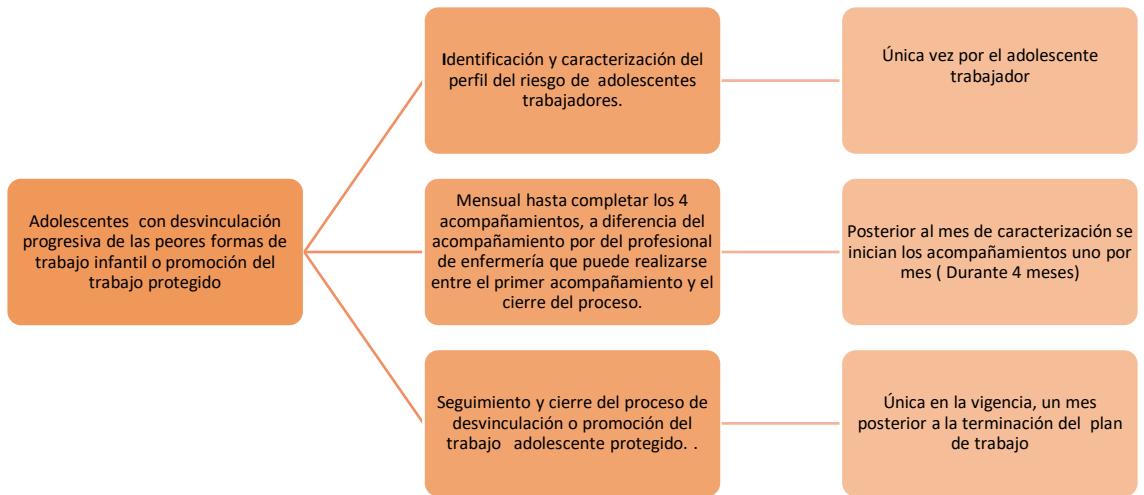 Adolescentes con desvinculación
progresiva de las peores formas de
trabajo infantil o promoción del
trabajo protegido
Identificación y caracterización del
perfil del riesgo de adolescentes
trabajadores.
Única vez por el adolescente
trabajador
Mensual hasta completar los 4
acompañamientos, a diferencia del
acompañamiento por del profesional
de enfermería que puede realizarse
entre el primer acompañamiento y el
cierre del proceso.
Posterior al mes de caracterización se
inician los acompañamientos uno por
mes ( Durante 4 meses)
Seguimiento y cierre del proceso de
desvinculación o promoción del
trabajo adolescente protegido. .
Única en la vigencia, un mes
posterior a la terminación del plan
de trabajo